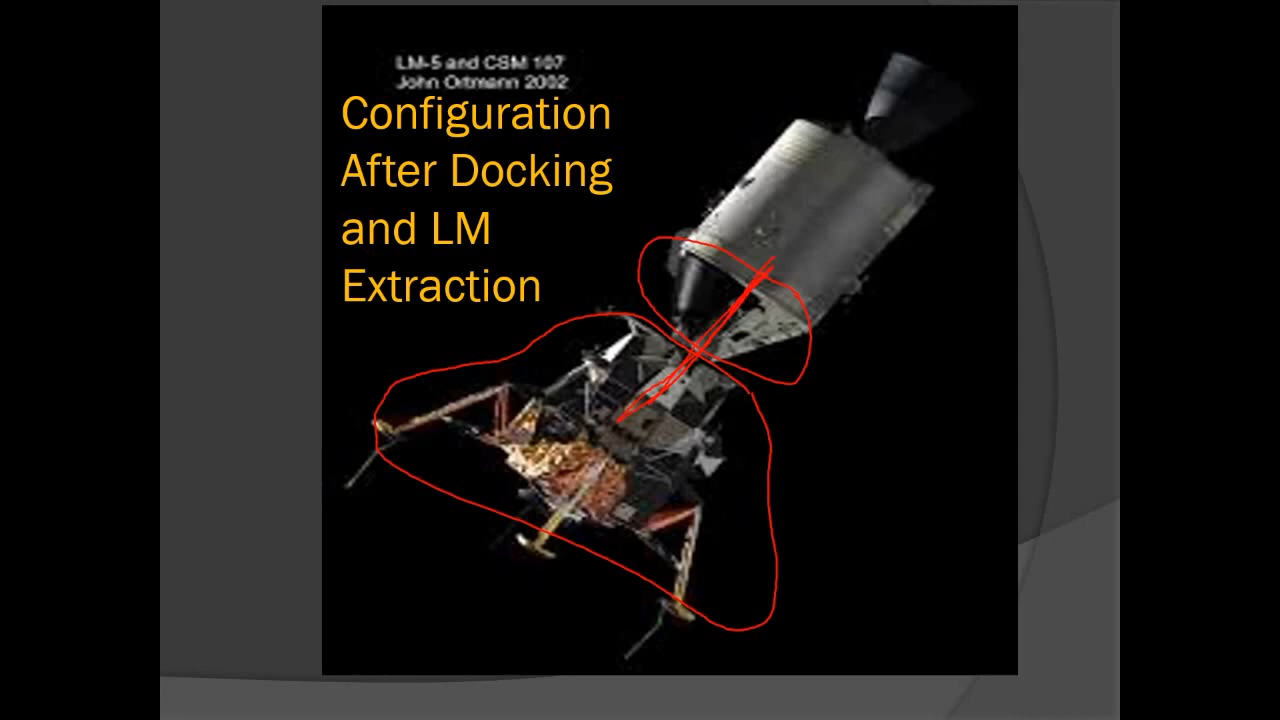 LM-5 and CSM 107
John Ortmann 2002
Configuration
After Docking
and LM
Extraction